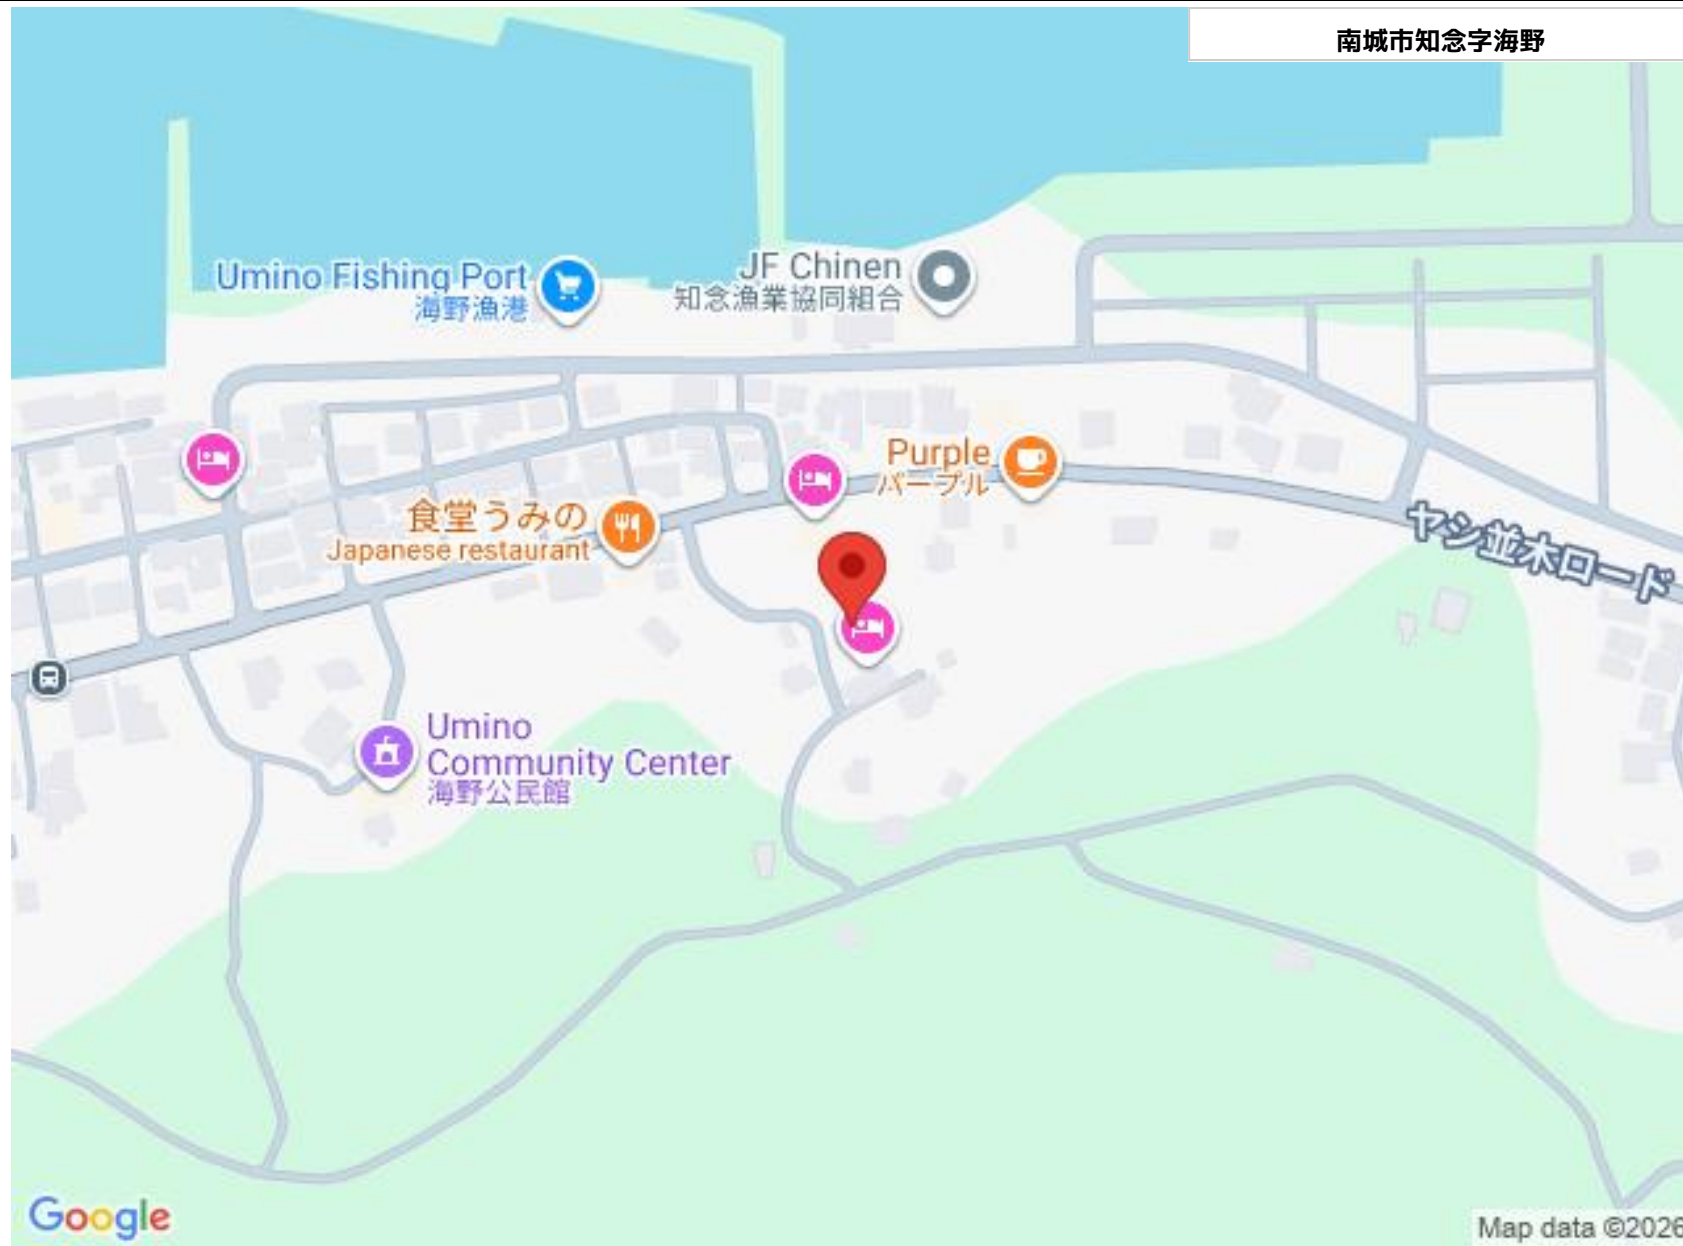 南城市知念字海野
Umino Fishing Port
海野漁港
JF Chinen
知念漁業協同組合
Purple
パープル
食堂うみの
Japanese restaurant
ヤシ並木ロード
Umino
Community Center
海野公民館
Google
Map data ©2026